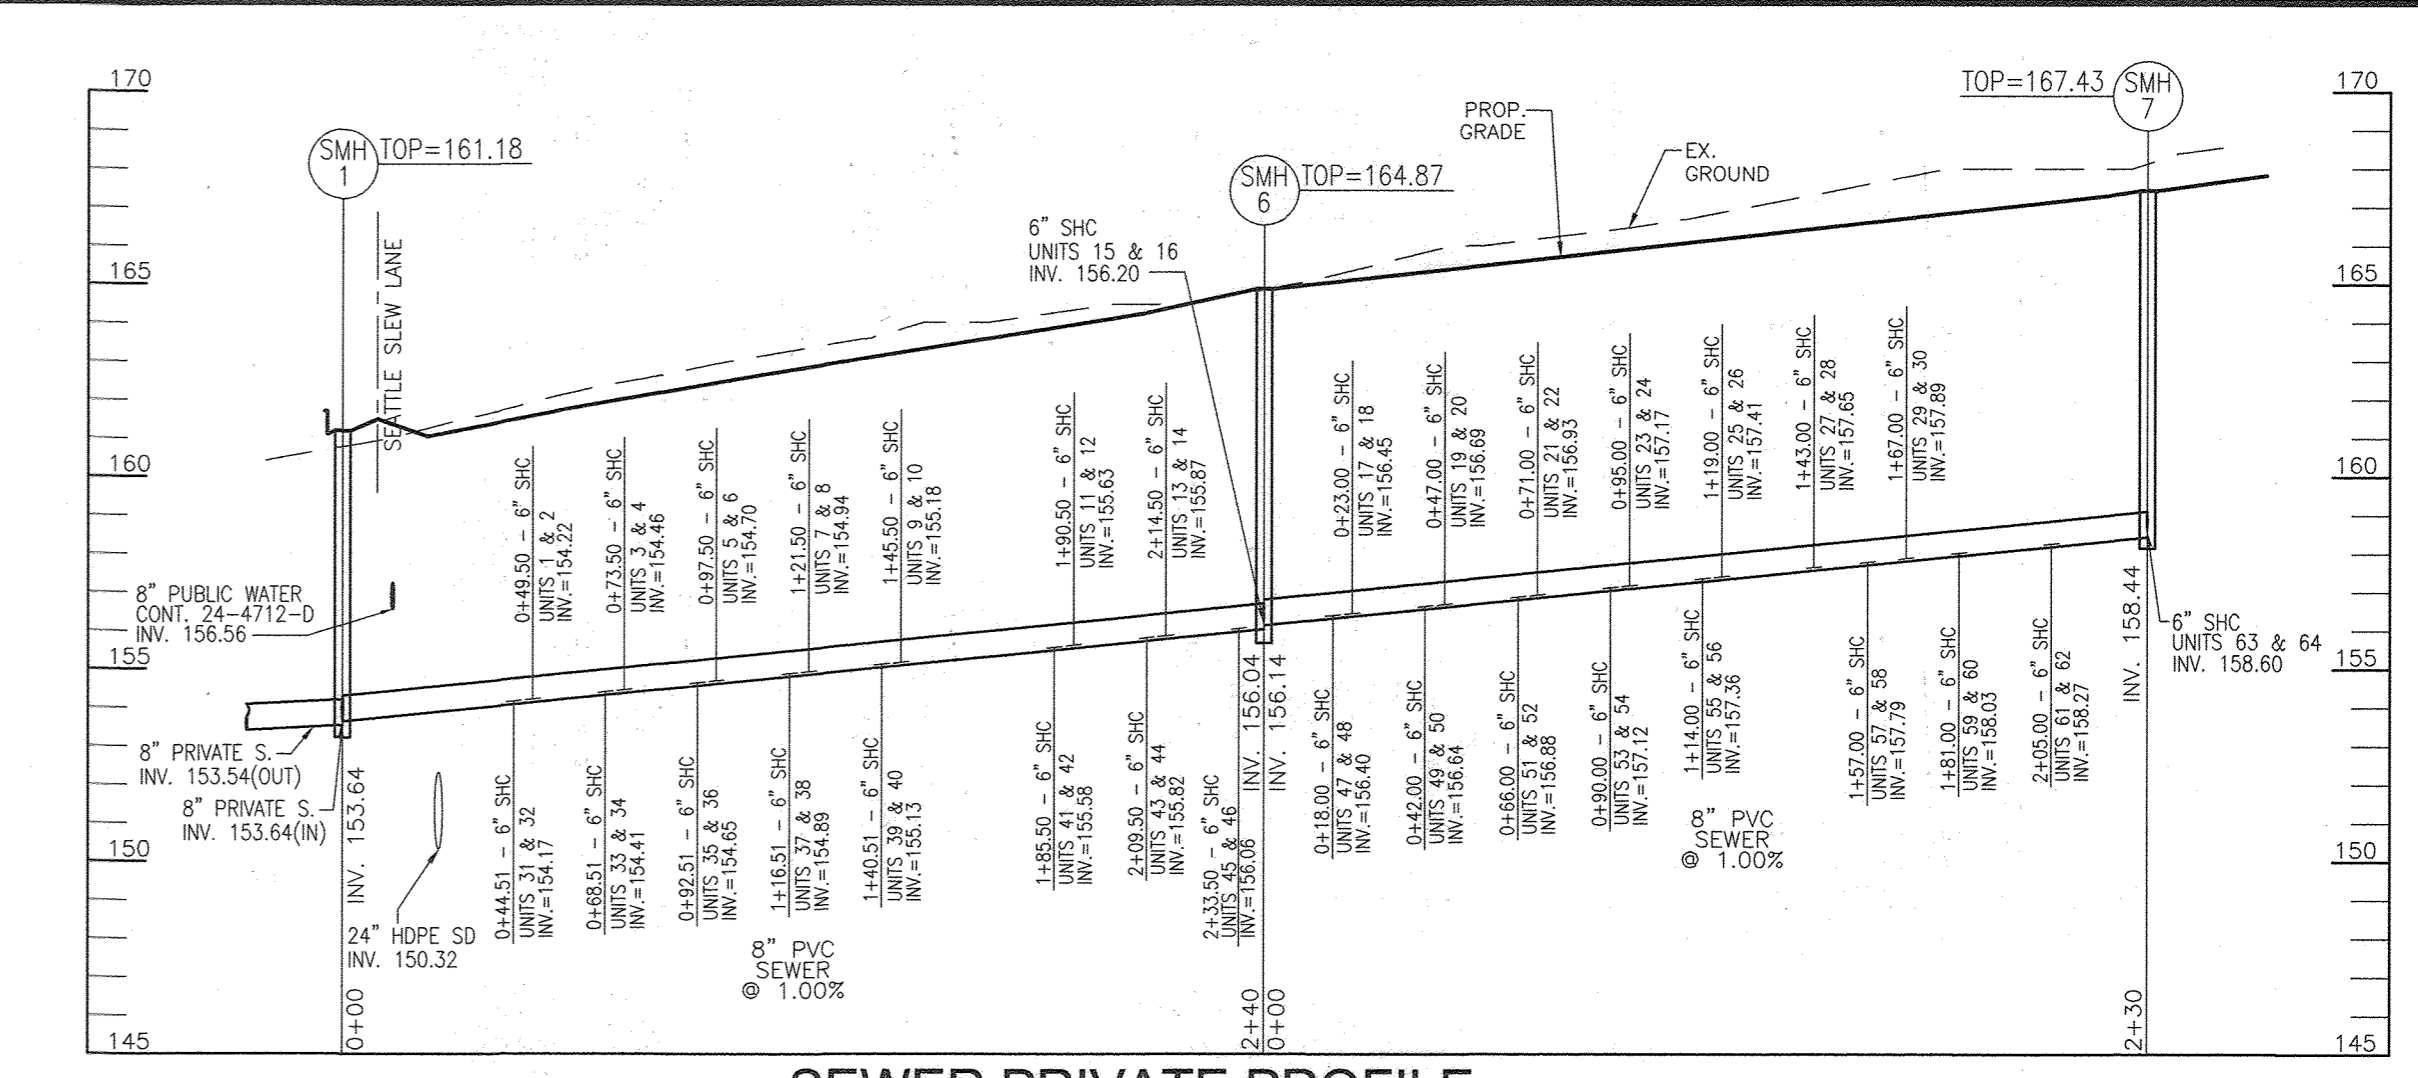 170
165
160
155
150
145
SMH
1
TOP=161.18
SEATTLE SLEW LANE
8" PUBLIC WATER
CONT. 24-4712-D
INV. 156.56
8" PRIVATE S.
INV. 153.54(OUT)
8" PRIVATE S.
INV. 153.64(IN)
INV. 153.64
24" HDPE SD
INV. 150.32
0+00
0+49.50 - 6" SHC
UNITS 1 & 2
INV.=154.22
0+73.50 - 6" SHC
UNITS 3 & 4
INV.=154.46
0+97.50 - 6" SHC
UNITS 5 & 6
INV.=154.70
1+21.50 - 6" SHC
UNITS 7 & 8
INV.=154.94
1+45.50 - 6" SHC
UNITS 9 & 10
INV.=155.18
1+90.50 - 6" SHC
UNITS 11 & 12
INV.=155.63
2+14.50 - 6" SHC
UNITS 13 & 14
INV.=155.87
0+44.51 - 6" SHC
UNITS 31 & 32
INV.=154.17
0+68.51 - 6" SHC
UNITS 33 & 34
INV.=154.41
0+92.51 - 6" SHC
UNITS 35 & 36
INV.=154.65
1+16.51 - 6" SHC
UNITS 37 & 38
INV.=154.89
1+40.51 - 6" SHC
UNITS 39 & 40
INV.=155.13
1+85.50 - 6" SHC
UNITS 41 & 42
INV.=155.58
2+09.50 - 6" SHC
UNITS 43 & 44
INV.=155.82
2+33.50 - 6" SHC
UNITS 45 & 46
INV.=156.06
8" PVC
SEWER
@ 1.00%
6" SHC
UNITS 15 & 16
INV. 156.20
SMH
6
TOP=164.87
INV. 156.04
INV. 156.14
2+40
0+00
PROP.
GRADE
EX.
GROUND
0+23.00 - 6" SHC
UNITS 17 & 18
INV.=156.45
0+47.00 - 6" SHC
UNITS 19 & 20
INV.=156.69
0+71.00 - 6" SHC
UNITS 21 & 22
INV.=156.93
0+95.00 - 6" SHC
UNITS 23 & 24
INV.=157.17
1+19.00 - 6" SHC
UNITS 25 & 26
INV.=157.41
1+43.00 - 6" SHC
UNITS 27 & 28
INV.=157.65
1+67.00 - 6" SHC
UNITS 29 & 30
INV.=157.89
0+18.00 - 6" SHC
UNITS 47 & 48
INV.=156.40
0+42.00 - 6" SHC
UNITS 49 & 50
INV.=156.64
0+66.00 - 6" SHC
UNITS 51 & 52
INV.=156.88
0+90.00 - 6" SHC
UNITS 53 & 54
INV.=157.12
1+14.00 - 6" SHC
UNITS 55 & 56
INV.=157.36
1+57.00 - 6" SHC
UNITS 57 & 58
INV.=157.79
1+81.00 - 6" SHC
UNITS 59 & 60
INV.=158.03
2+05.00 - 6" SHC
UNITS 61 & 62
INV.=158.27
8" PVC
SEWER
@ 1.00%
TOP=167.43
SMH
7
INV. 158.44
6" SHC
UNITS 63 & 64
INV. 158.60
2+30
170
165
160
155
150
145
SEWER PRIVATE PROFILE